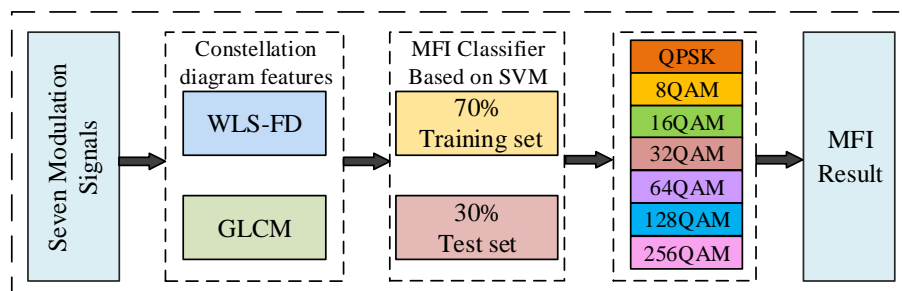 Seven Modulation
Signals
Constellation
diagram features
WLS-FD
GLCM
MFI Classifier
Based on SVM
70%
Training set
30%
Test set
QPSK
8QAM
16QAM
32QAM
64QAM
128QAM
256QAM
MFI
Result